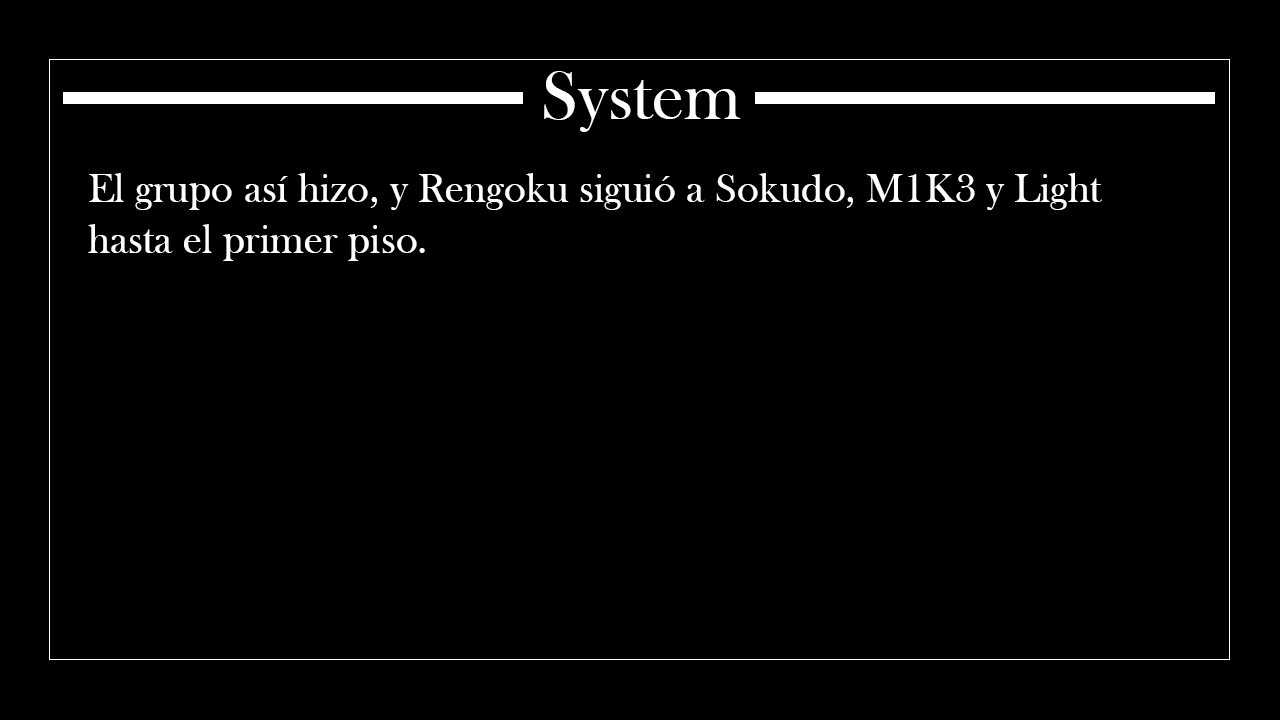 System
El grupo así hizo, y Rengoku siguió a Sokudo, M1K3 y Light
hasta el primer piso.